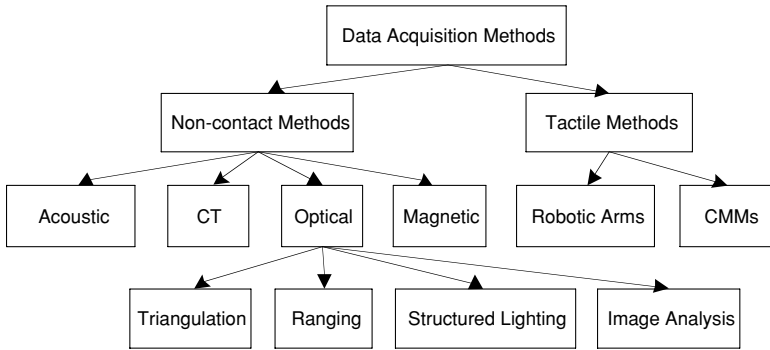 Data Acquisition Methods
Non-contact Methods
Tactile Methods
Acoustic
CT
Optical
Magnetic
Robotic Arms
CMMs
Triangulation
Ranging
Structured Lighting
Image Analysis